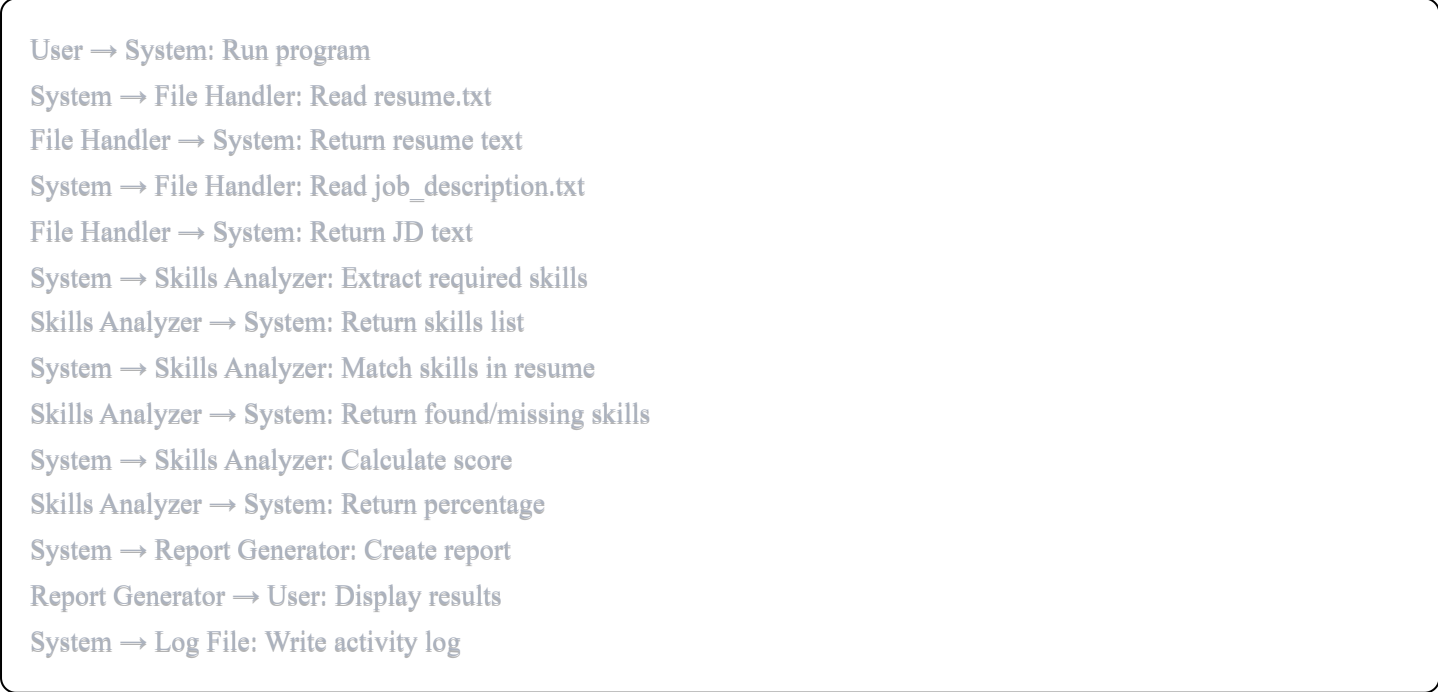 User → System: Run program
System → File Handler: Read resume.txt
File Handler → System: Return resume text
System → File Handler: Read job_description.txt
File Handler → System: Return JD text
System → Skills Analyzer: Extract required skills
Skills Analyzer → System: Return skills list
System → Skills Analyzer: Match skills in resume
Skills Analyzer → System: Return found/missing skills
System → Skills Analyzer: Calculate score
Skills Analyzer → System: Return percentage
System → Report Generator: Create report
Report Generator → User: Display results
System → Log File: Write activity log